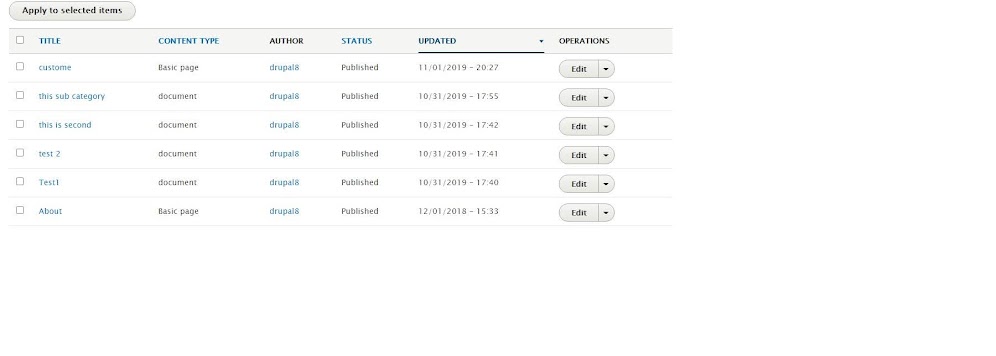 Apply to selected items
TITLE CONTENT TYPE AUTHOR STATUS UPDATED OPERATIONS
custome Basic page drupal8 Published 11/01/2019 - 20:27 Edit
this sub category document drupal8 Published 10/31/2019 - 17:55 Edit
this is second document drupal8 Published 10/31/2019 - 17:42 Edit
test 2 document drupal8 Published 10/31/2019 - 17:41 Edit
Test1 document drupal8 Published 10/31/2019 - 17:40 Edit
About Basic page drupal8 Published 12/01/2018 - 15:33 Edit